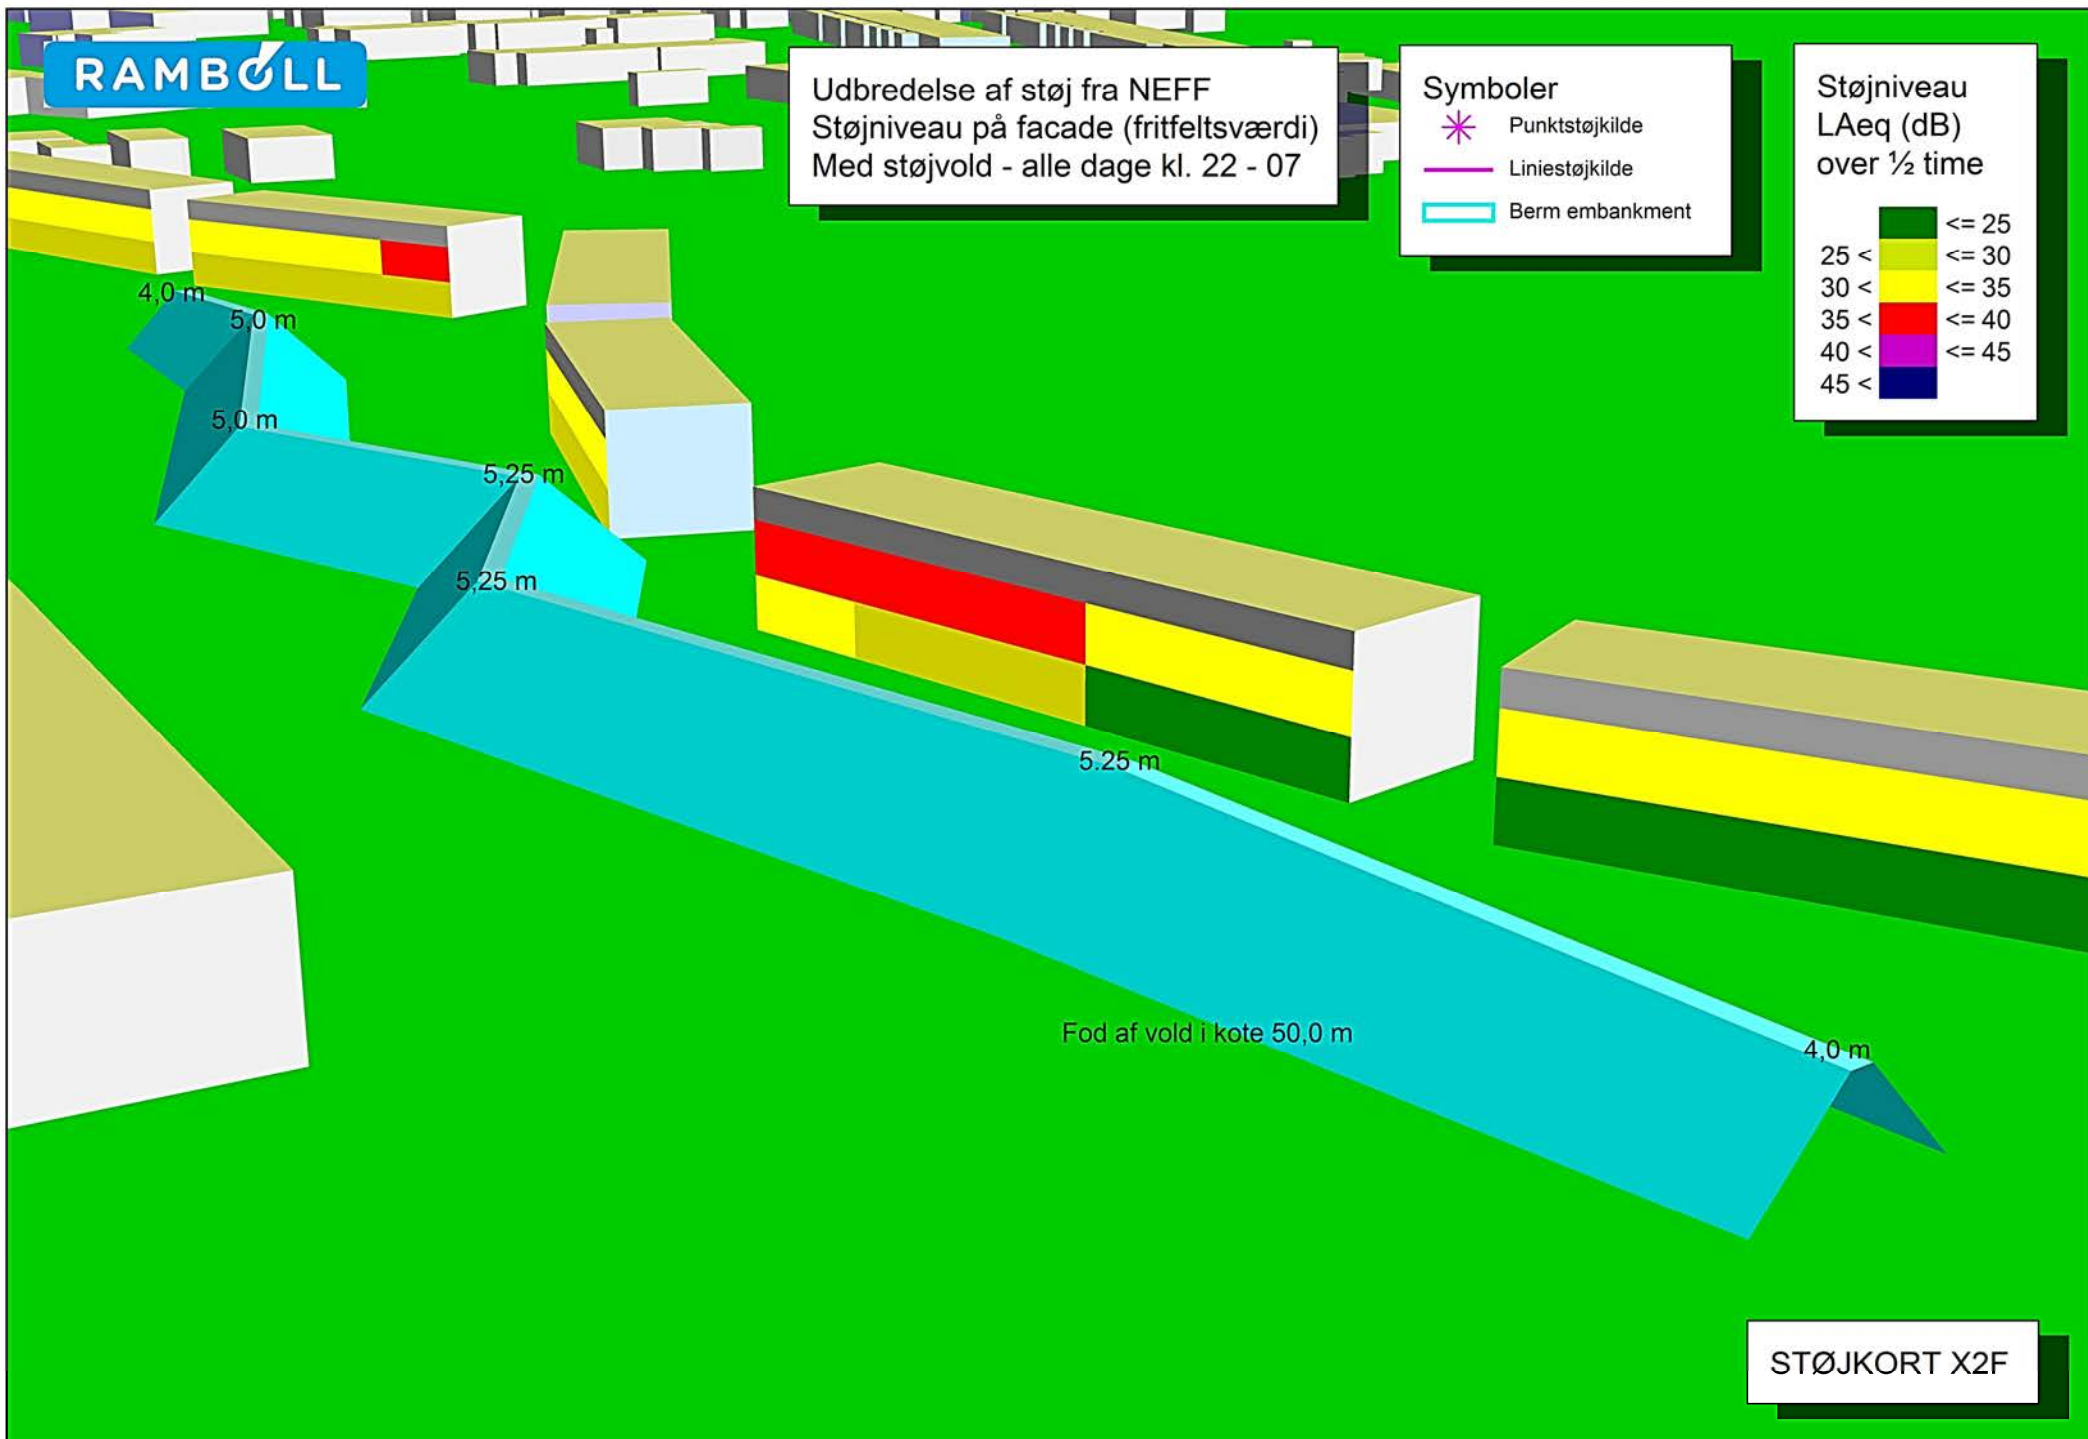 RAMBØLL
Udbredelse af støj fra NEFF
Støjniveau på facade (fritfeltsværdi)
Med støjvold - alle dage kl. 22 - 07
Symboler
Punktstøjkilde
Liniestøjkilde
Berm embankment
Støjniveau
LAeq (dB)
over ½ time
<= 25
25 < <= 30
30 < <= 35
35 < <= 40
40 < <= 45
45 <
4,0 m
5,0 m
5,0 m
5,25 m
5,25 m
5.25 m
Fod af vold i kote 50,0 m
4,0 m
STØJKORT X2F